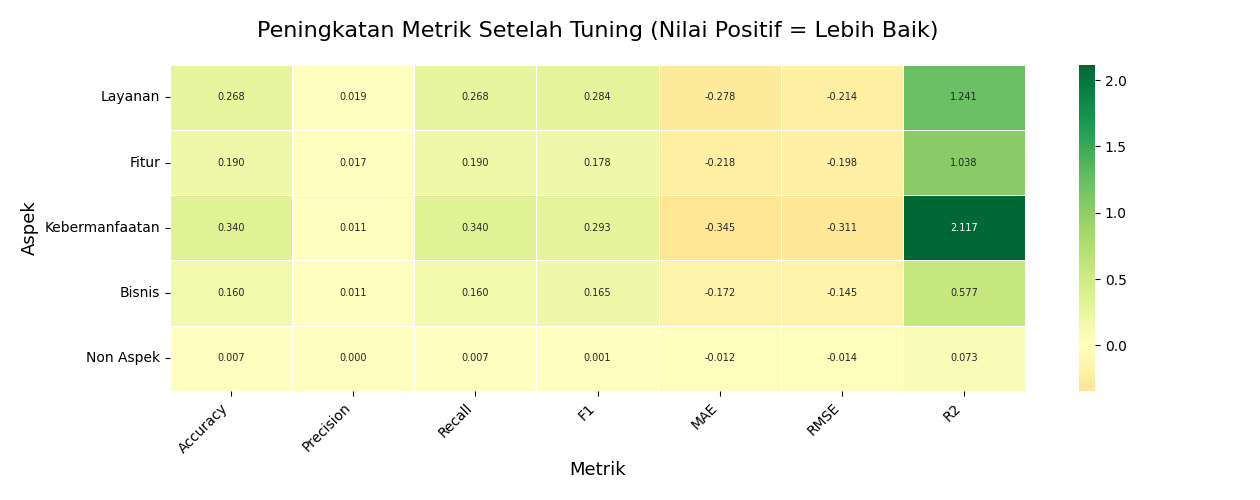 Peningkatan Metrik Setelah Tuning (Nilai Positif = Lebih Baik)
Aspek
Layanan 0.268 0.019 0.268 0.284 -0.278 -0.214 1.241
Fitur 0.190 0.017 0.190 0.178 -0.218 -0.198 1.038
Kebermanfaatan 0.340 0.011 0.340 0.293 -0.345 -0.311 2.117
Bisnis 0.160 0.011 0.160 0.165 -0.172 -0.145 0.577
Non Aspek 0.007 0.000 0.007 0.001 -0.012 -0.014 0.073
Accuracy Precision Recall F1 MAE RMSE R2
Metrik
2.0
1.5
1.0
0.5
0.0